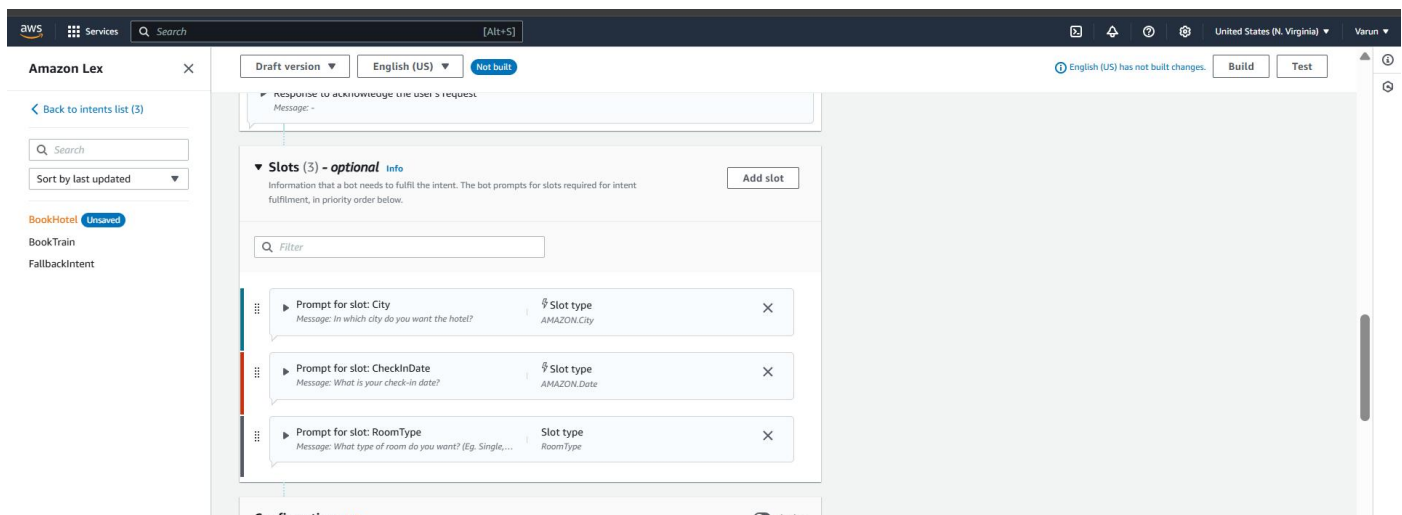 aws Services Search [Alt+S] United States (N. Virginia) Varun
Amazon Lex
Draft version English (US) Not built English (US) has not built changes. Build Test
Back to intents list (3)
Search
Sort by last updated
BookHotel Unsaved
BookTrain
FallbackIntent
Response to acknowledge the user's request
Message: -
Slots (3) - optional Info
Information that a bot needs to fulfil the intent. The bot prompts for slots required for intent
fulfilment, in priority order below.
Add slot
Filter
Prompt for slot: City Slot type
Message: In which city do you want the hotel? AMAZON.City
Prompt for slot: CheckInDate Slot type
Message: What is your check-in date? AMAZON.Date
Prompt for slot: RoomType Slot type
Message: What type of room do you want? (Eg. Single,... RoomType